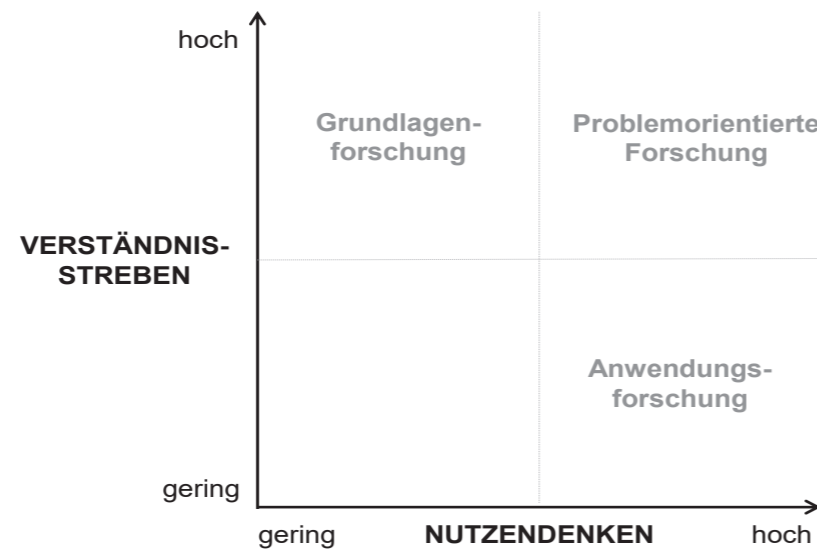 hoch
Grundlagen-
forschung
Problemorientierte
Forschung
VERSTÄNDNIS-
STREBEN
Anwendungs-
forschung
gering
gering
NUTZENDENKEN
hoch